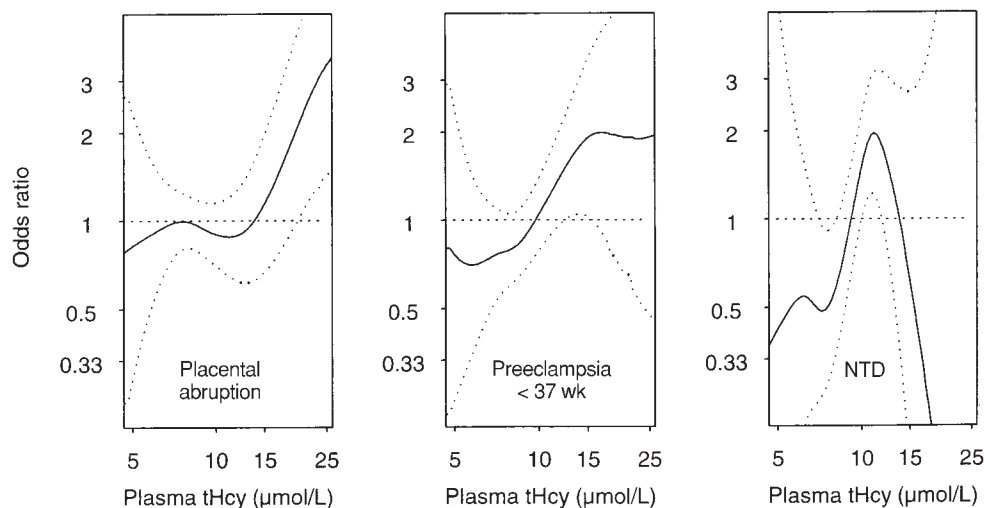 Odds ratio
3
2
1
0.5
0.33
Placental
abruption
5 10 15 25
Plasma tHcy (μmol/L)
3
2
1
0.5
0.33
Preeclampsia
< 37 wk
5 10 15 25
Plasma tHcy (μmol/L)
3
2
1
0.5
0.33
NTD
5 10 15 25
Plasma tHcy (μmol/L)